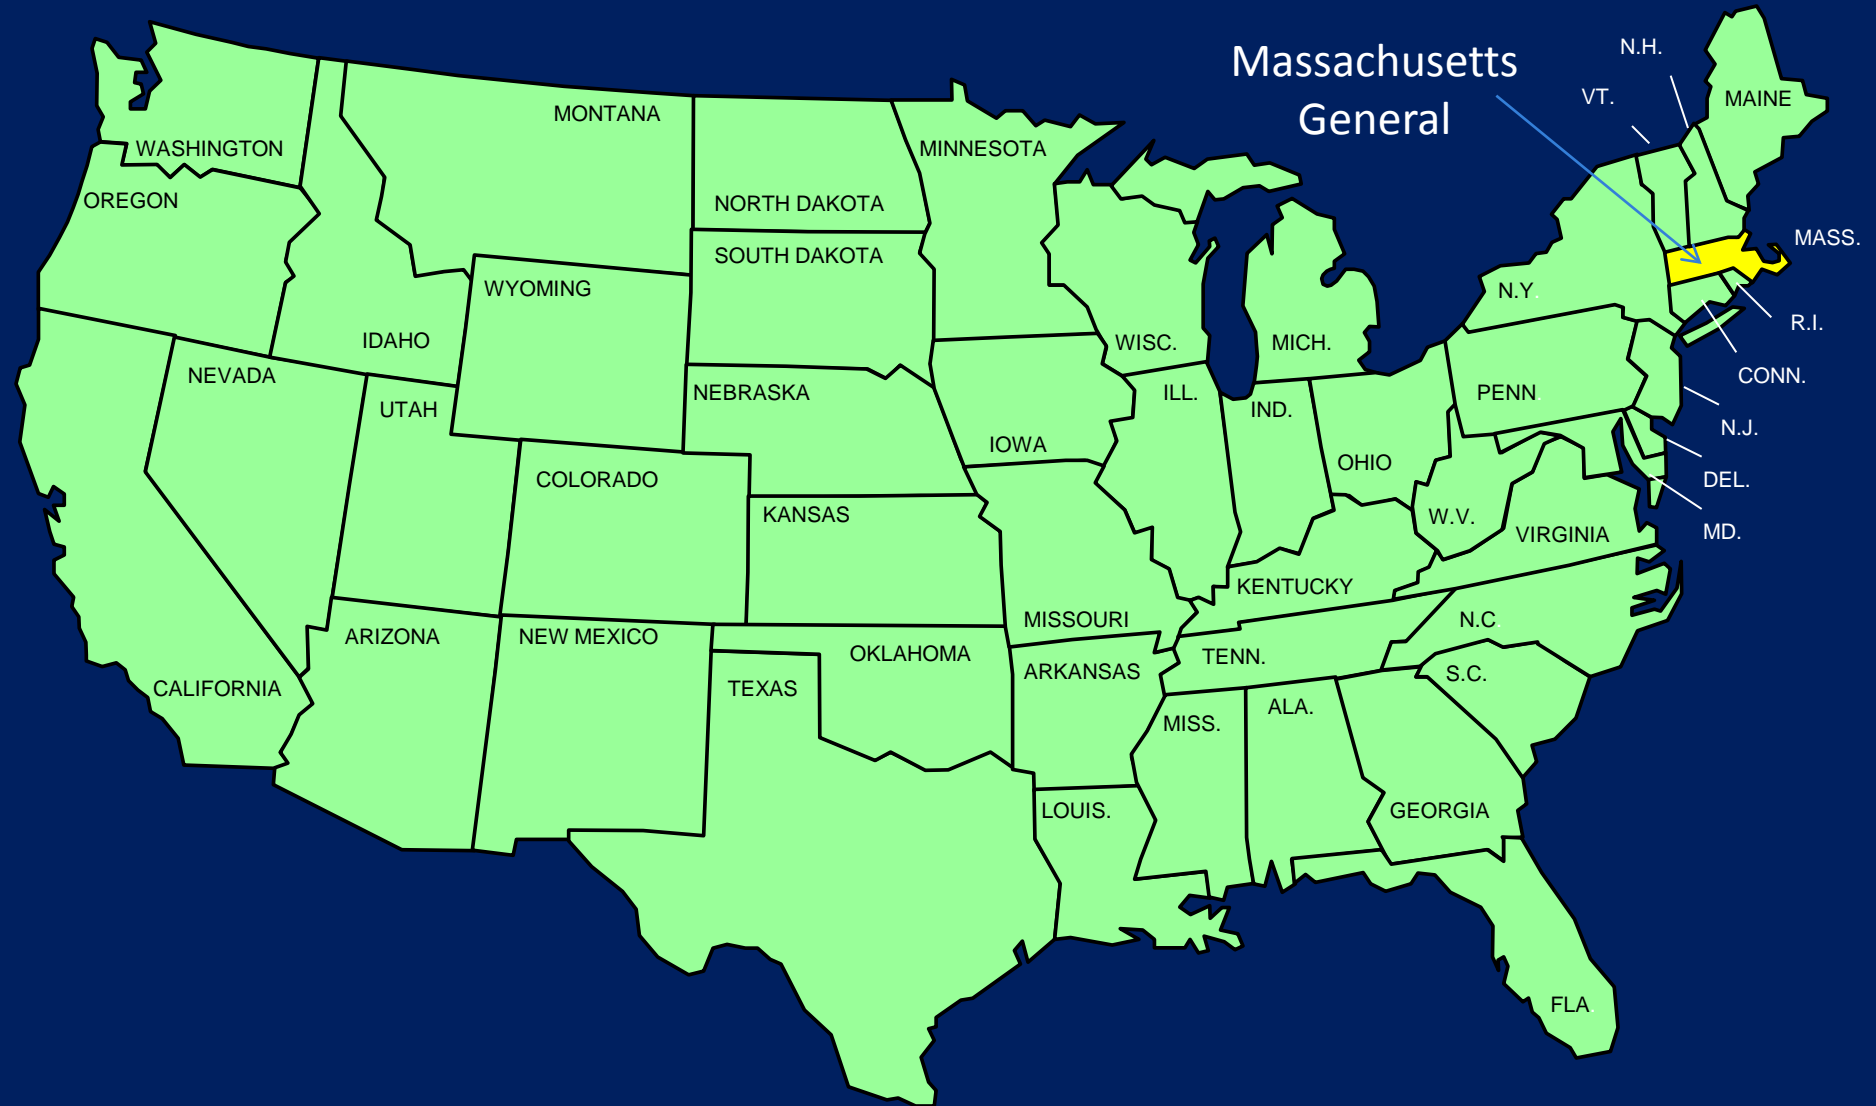 Massachusetts
General
N.H.
VT.
MAINE
MONTANA
WASHINGTON
MINNESOTA
OREGON
NORTH DAKOTA
SOUTH DAKOTA
MASS.
WYOMING
N.Y.
R.I.
IDAHO
WISC.
MICH.
NEVADA
CONN.
UTAH
NEBRASKA
ILL.
IND.
PENN.
N.J.
IOWA
OHIO
COLORADO
DEL.
KANSAS
W.V.
VIRGINIA
MD.
KENTUCKY
MISSOURI
N.C.
ARIZONA
NEW MEXICO
OKLAHOMA
TENN.
ARKANSAS
S.C.
CALIFORNIA
TEXAS
ALA.
MISS.
LOUIS.
GEORGIA
FLA